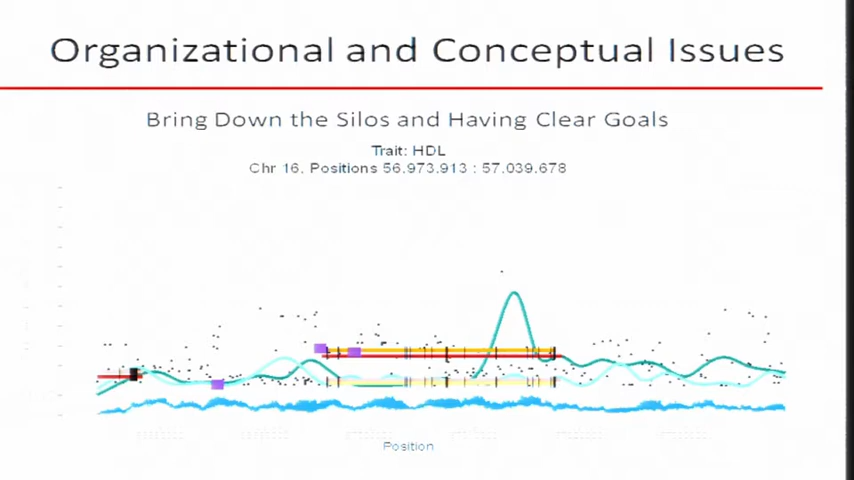 Organizational and Conceptual Issues
Bring Down the Silos and Having Clear Goals
Trait: HDL
Chr 16, Positions 56.973.913 : 57.039.678
Position